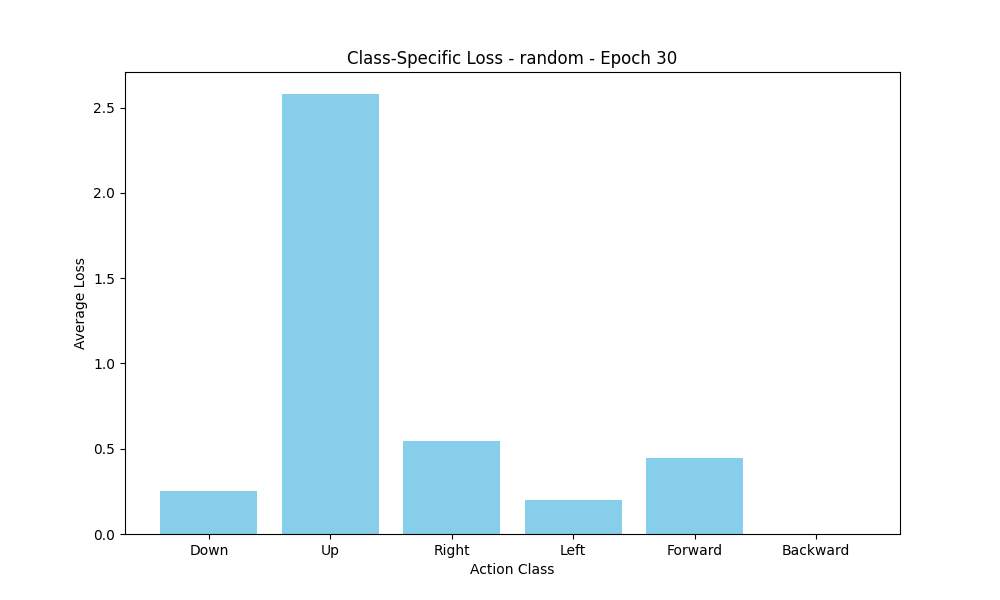 Class-Specific Loss - random - Epoch 30
Average Loss
2.5
2.0
1.5
1.0
0.5
0.0
Down Up Right Left Forward Backward
Action Class